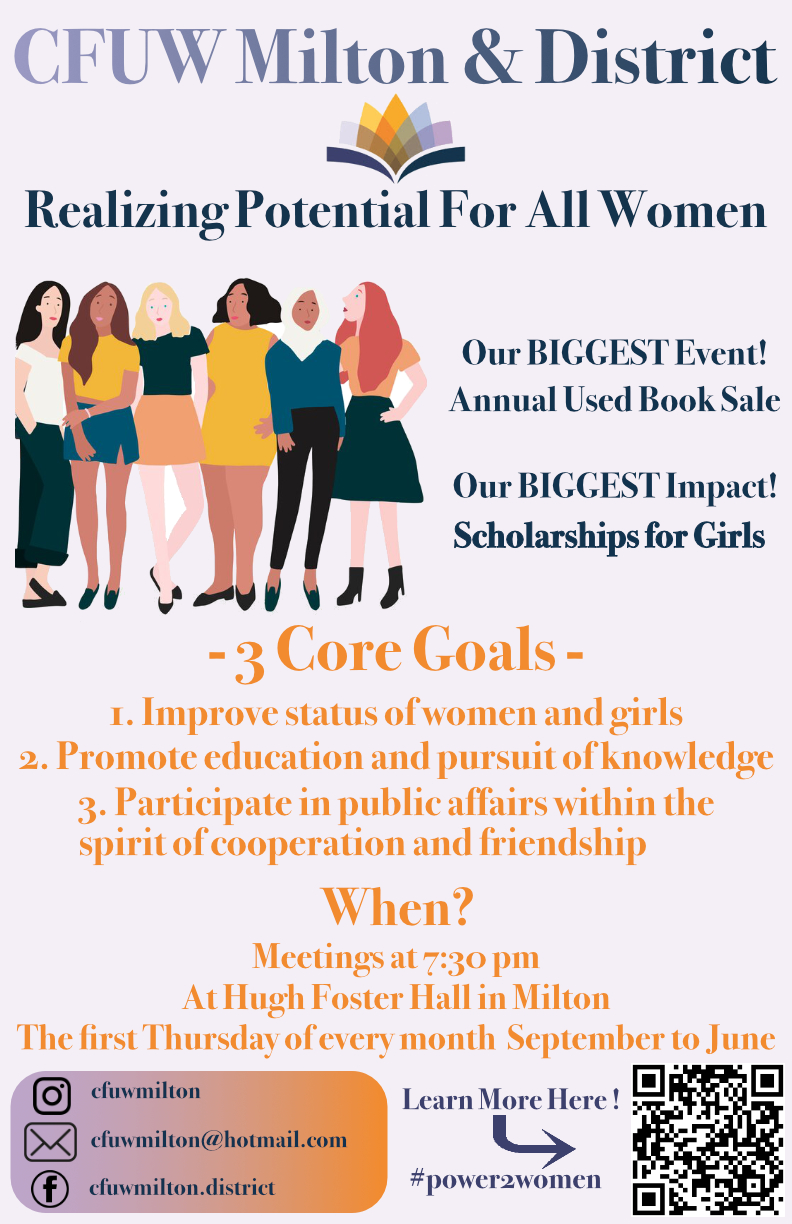 CFUW Milton & District
Realizing Potential For All Women
Our BIGGEST Event!
Annual Used Book Sale
Our BIGGEST Impact!
Scholarships for Girls
- 3 Core Goals -
1. Improve status of women and girls
2. Promote education and pursuit of knowledge
3. Participate in public affairs within the
spirit of cooperation and friendship
When?
Meetings at 7:30 pm
At Hugh Foster Hall in Milton
The first Thursday of every month September to June
cfuwmilton
cfuwmilton@hotmail.com
cfuwmilton.district
Learn More Here !
#power2women